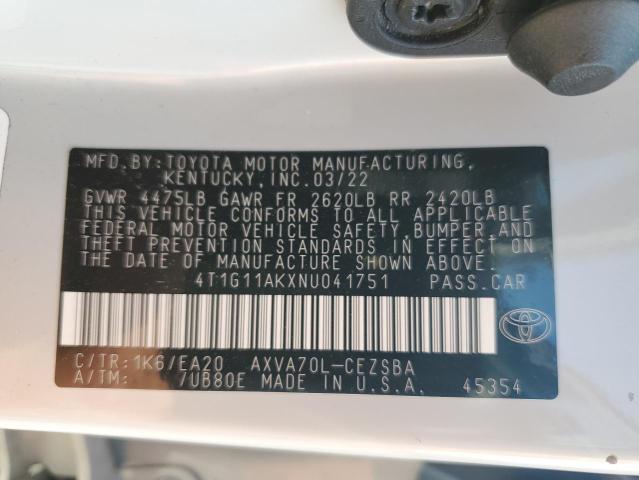 MFD. BY: TOYOTA MOTOR MANUFACTURING,
KENTUCKY, INC. 03/22
GVWR 4475LB GAWR FR 2620LB RR 2420LB
THIS VEHICLE CONFORMS TO ALL APPLICABLE
FEDERAL MOTOR VEHICLE SAFETY, BUMPER, AND
THEFT PREVENTION STANDARDS IN EFFECT ON
THE DATE OF MANUFACTURE SHOWN ABOVE.
4T1G11AKXNU041751 PASS. CAR
C/TR: 1K6/EA20 AXVA70L-CEZSBA
A/TM: 7UB80E MADE IN U.S.A. 45354